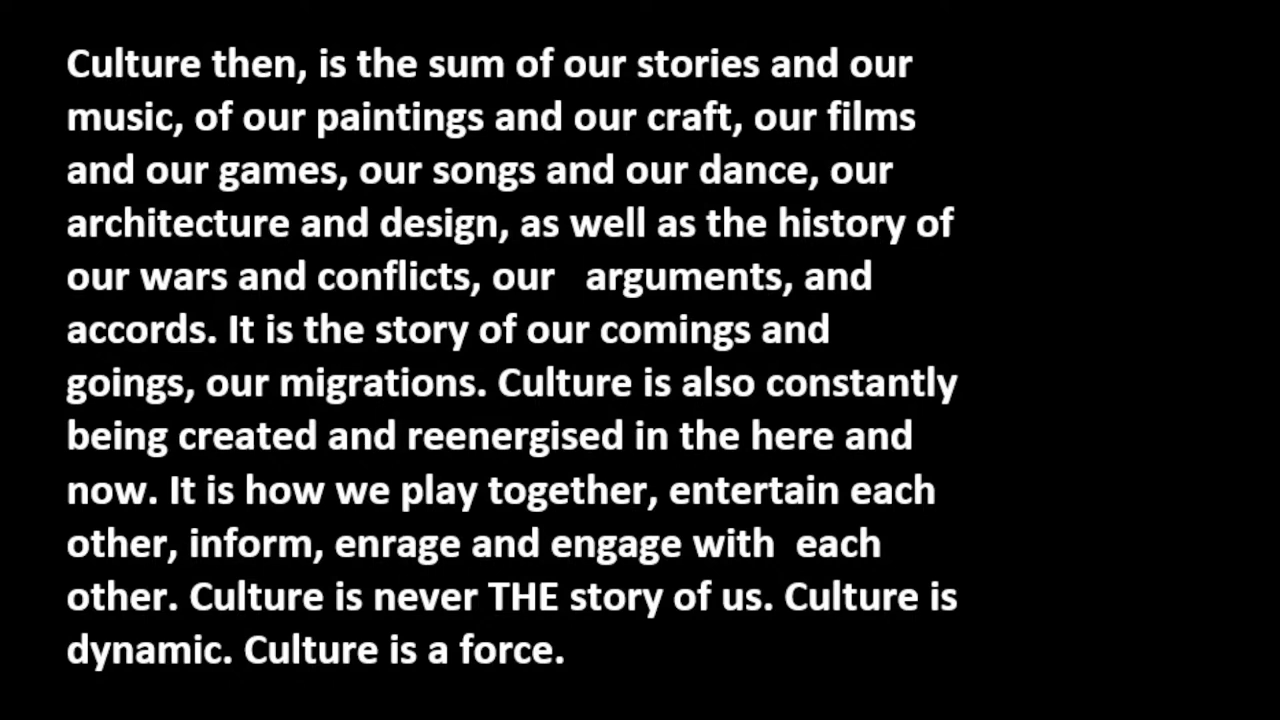 Culture then, is the sum of our stories and our
music, of our paintings and our craft, our films
and our games, our songs and our dance, our
architecture and design, as well as the history of
our wars and conflicts, our   arguments, and
accords. It is the story of our comings and
goings, our migrations. Culture is also constantly
being created and reenergised in the here and
now. It is how we play together, entertain each
other, inform, enrage and engage with  each
other. Culture is never THE story of us. Culture is
dynamic. Culture is a force.